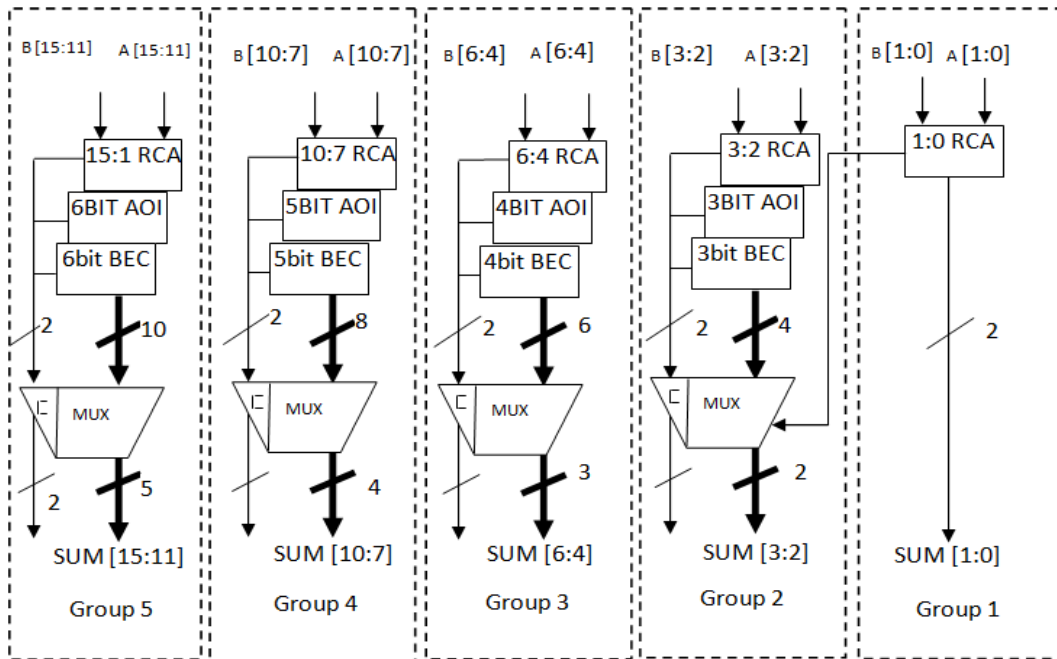 B [15:11] A [15:11]
15:1 RCA
6BIT AOI
6bit BEC
2
10
MUX
2
5
SUM [15:11]
Group 5
B [10:7] A [10:7]
10:7 RCA
5BIT AOI
5bit BEC
2
8
MUX
4
SUM [10:7]
Group 4
B [6:4] A [6:4]
6:4 RCA
4BIT AOI
4bit BEC
2
6
MUX
3
SUM [6:4]
Group 3
B [3:2] A [3:2]
3:2 RCA
3BIT AOI
3bit BEC
2
4
MUX
2
SUM [3:2]
Group 2
B [1:0] A [1:0]
1:0 RCA
2
SUM [1:0]
Group 1